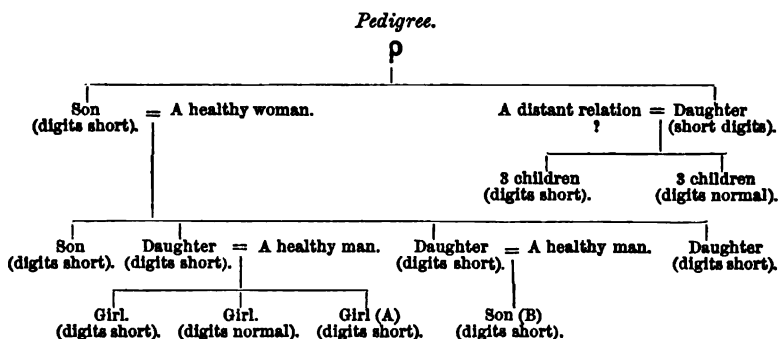 Pedigree.
?
Son = A healthy woman. A distant relation = Daughter
(digits short). ? (short digits).
3 children 3 children
(digits short). (digits normal).
Son Daughter = A healthy man. Daughter = A healthy man. Daughter
(digits short). (digits short). (digits short). (digits short).
Girl. Girl. Girl (A) Son (B)
(digits short). (digits normal). (digits short). (digits short).